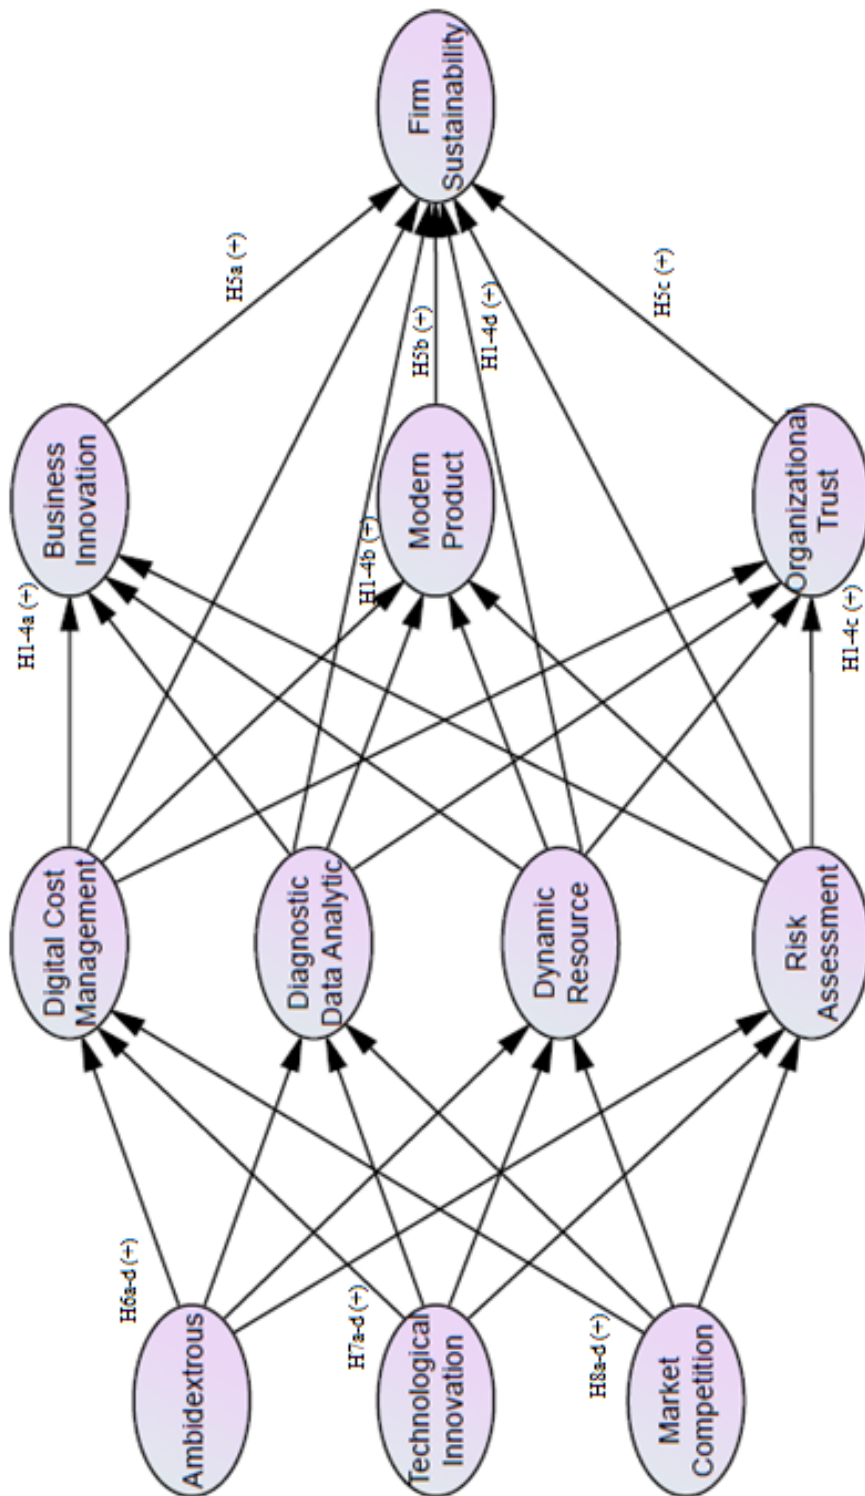 Ambidextrous
Technological
Innovation
Market
Competition
H6a-d (+)
H7a-d (+)
H8a-d (+)
Digital Cost
Management
Diagnostic
Data Analytic
Dynamic
Resource
Risk
Assessment
H1-4a (+)
H1-4b (+)
H1-4c (+)
Business
Innovation
Modern
Product
Organizational
Trust
H5a (+)
H5b (+)
H1-4d (+)
H5c (+)
Firm
Sustainability